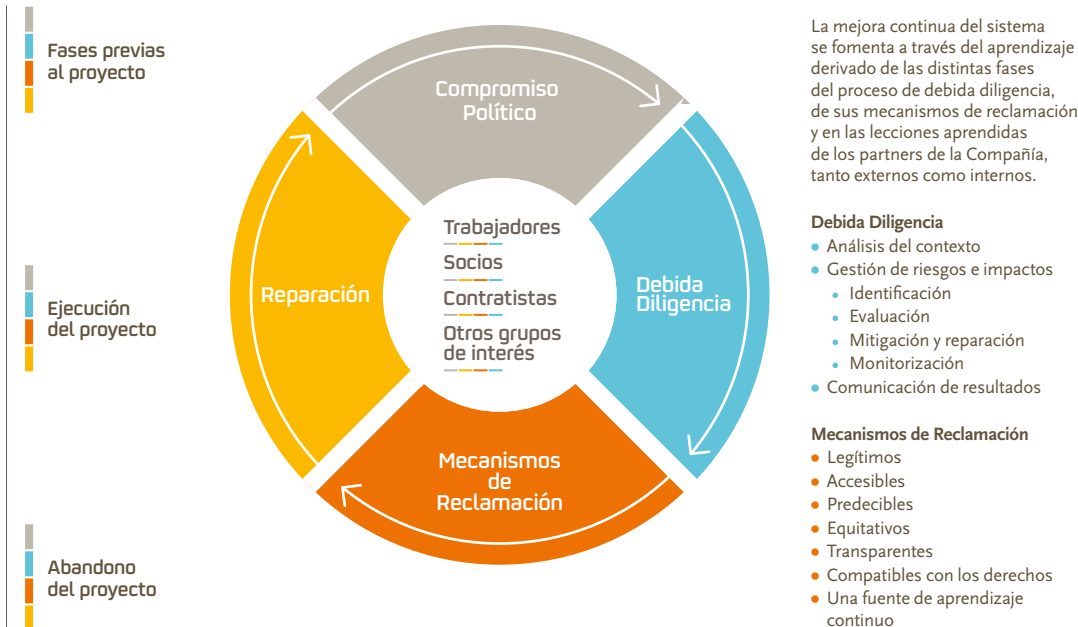 Fases previas
al proyecto
Ejecución
del proyecto
Abandono
del proyecto
Compromiso
Político
Debida
Diligencia
Mecanismos
de
Reclamación
Reparación
Trabajadores
Socios
Contratistas
Otros grupos
de interés
La mejora continua del sistema
se fomenta a través del aprendizaje
derivado de las distintas fases
del proceso de debida diligencia,
de sus mecanismos de reclamación
y en las lecciones aprendidas
de los partners de la Compañía,
tanto externos como internos.
Debida Diligencia
• Análisis del contexto
• Gestión de riesgos e impactos
• Identificación
• Evaluación
• Mitigación y reparación
• Monitorización
• Comunicación de resultados
Mecanismos de Reclamación
• Legítimos
• Accesibles
• Predecibles
• Equitativos
• Transparentes
• Compatibles con los derechos
• Una fuente de aprendizaje
continuo